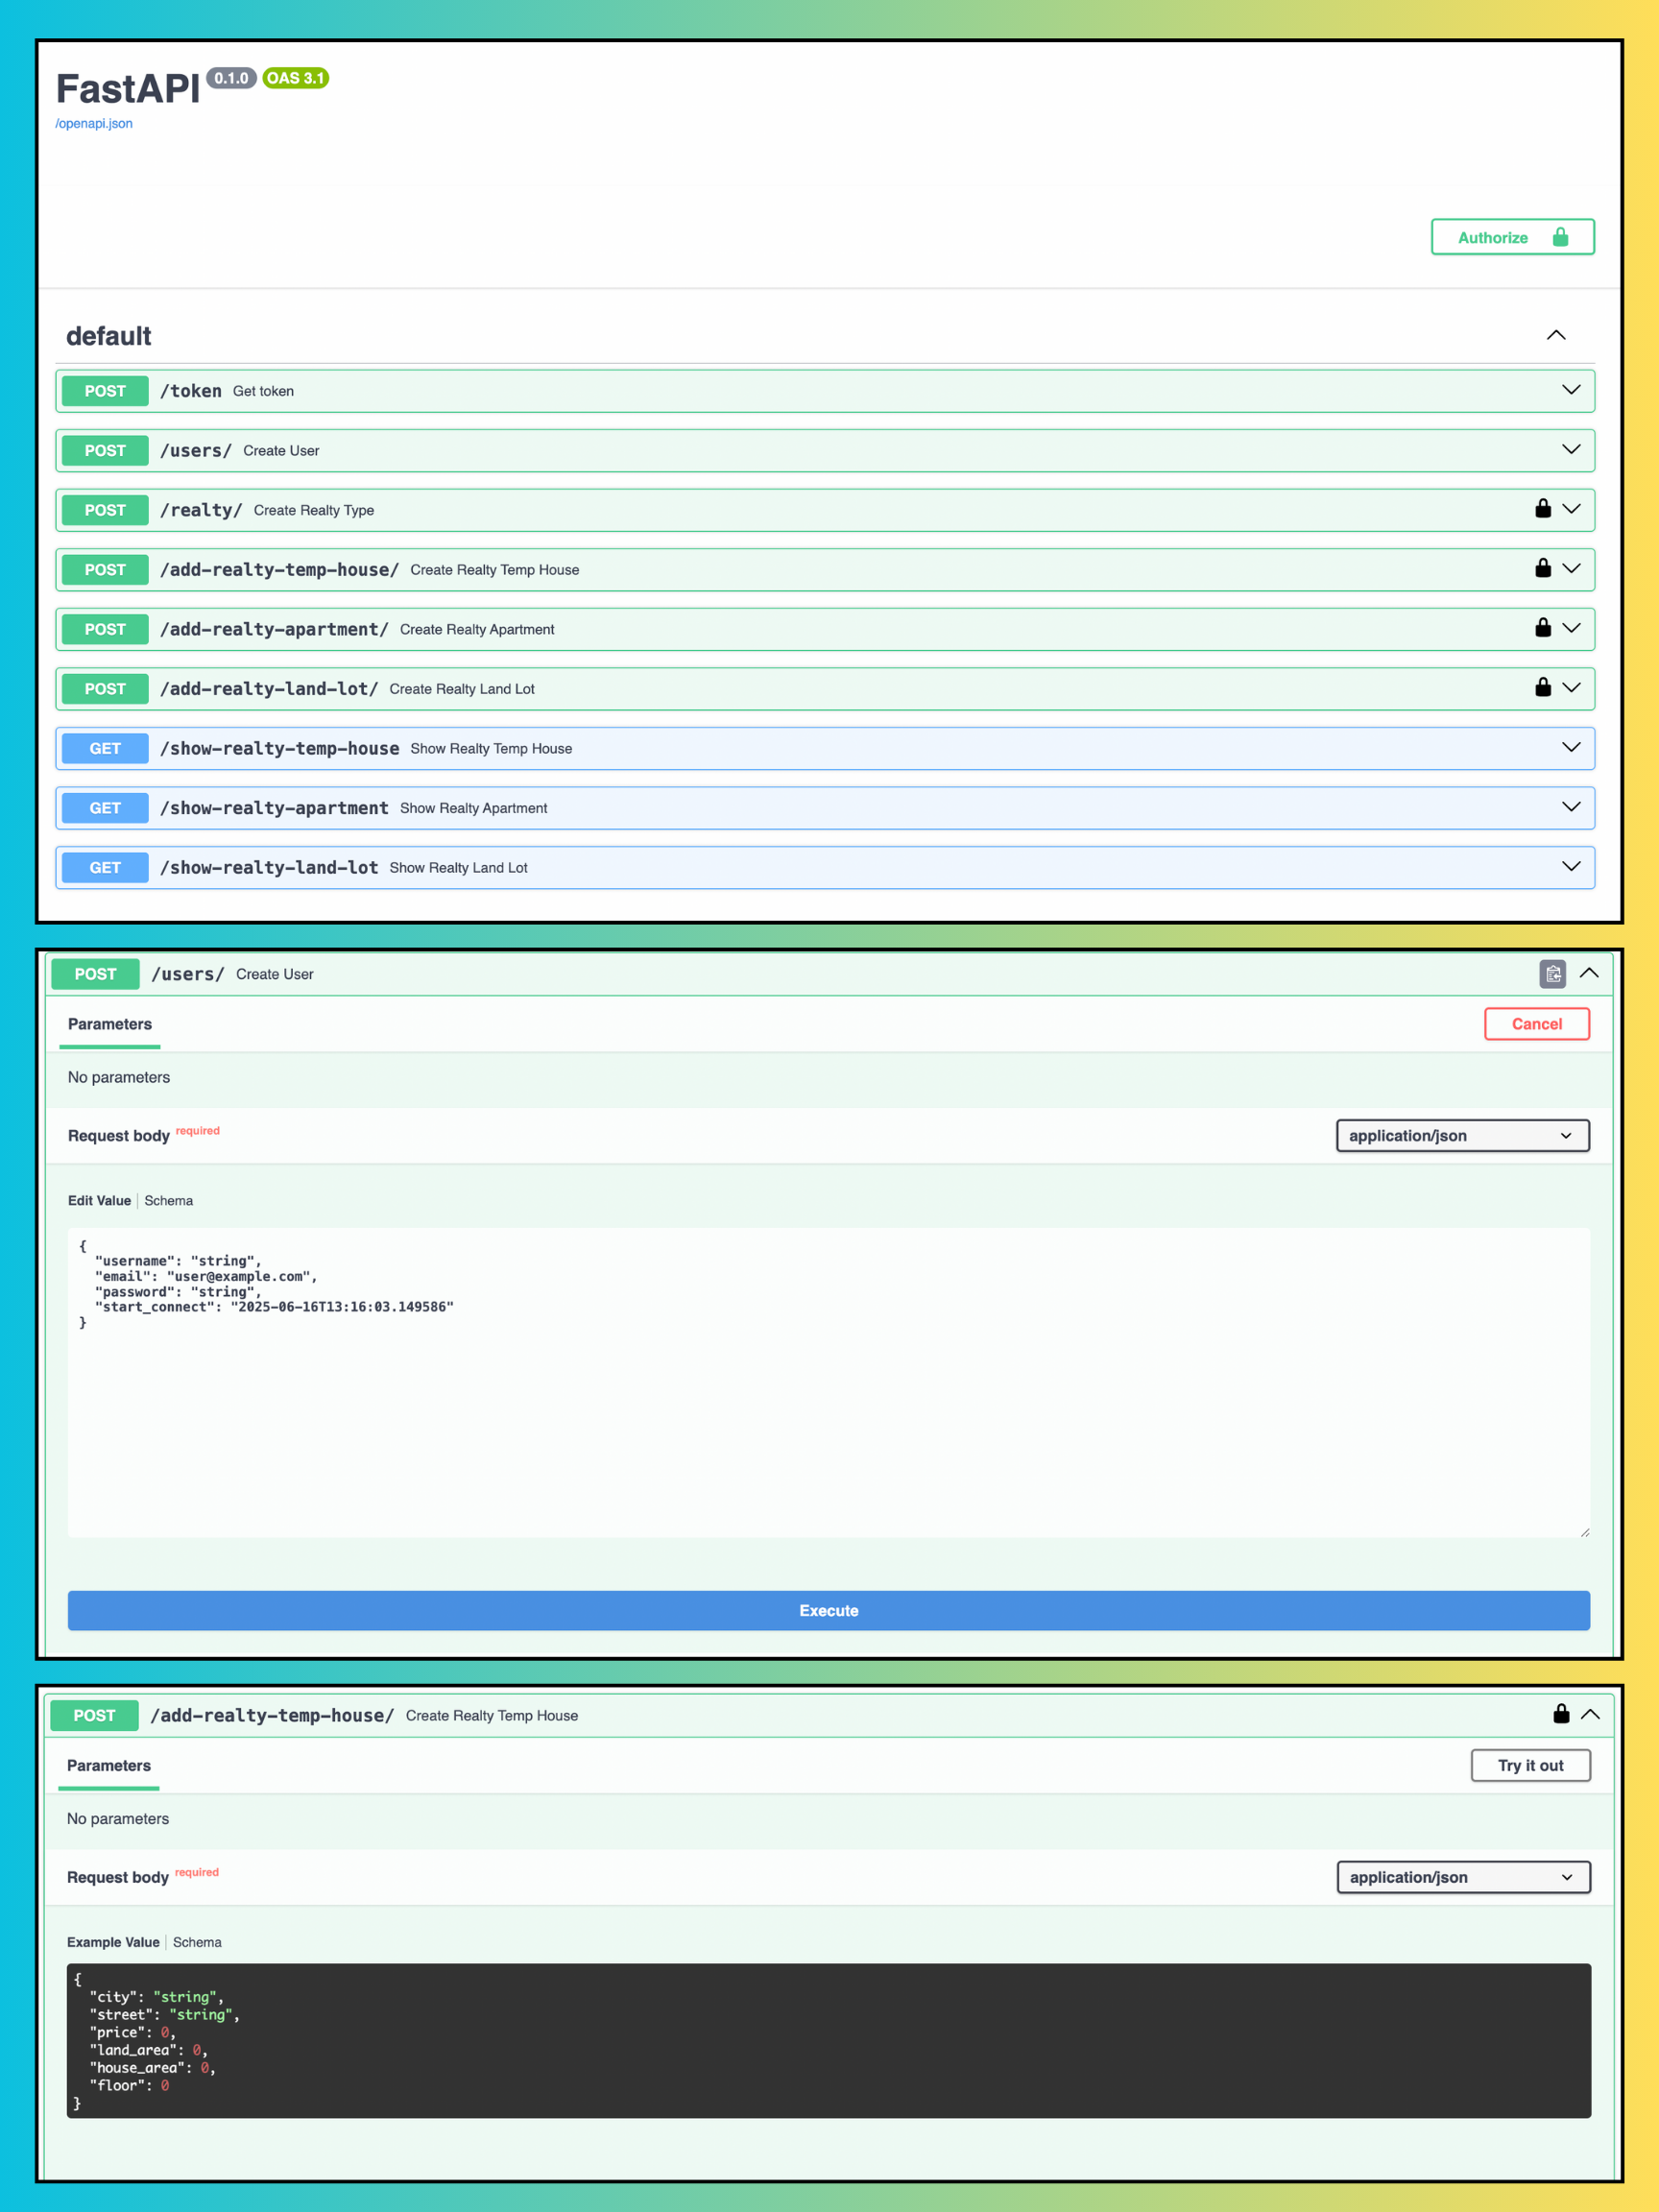 FastAPI 0.1.0 OAS 3.1
/openapi.json
Authorize
default
POST /token Get token
POST /users/ Create User
POST /realty/ Create Realty Type
POST /add-realty-temp-house/ Create Realty Temp House
POST /add-realty-apartment/ Create Realty Apartment
POST /add-realty-land-lot/ Create Realty Land Lot
GET /show-realty-temp-house Show Realty Temp House
GET /show-realty-apartment Show Realty Apartment
GET /show-realty-land-lot Show Realty Land Lot
POST /users/ Create User
Parameters Cancel
No parameters
Request body required application/json
Edit Value Schema
{
"username": "string",
"email": "user@example.com",
"password": "string",
"start_connect": "2025-06-16T13:16:03.149586"
}
Execute
POST /add-realty-temp-house/ Create Realty Temp House
Parameters Try it out
No parameters
Request body required application/json
Example Value Schema
{
"city": "string",
"street": "string",
"price": 0,
"land_area": 0,
"house_area": 0,
"floor": 0
}